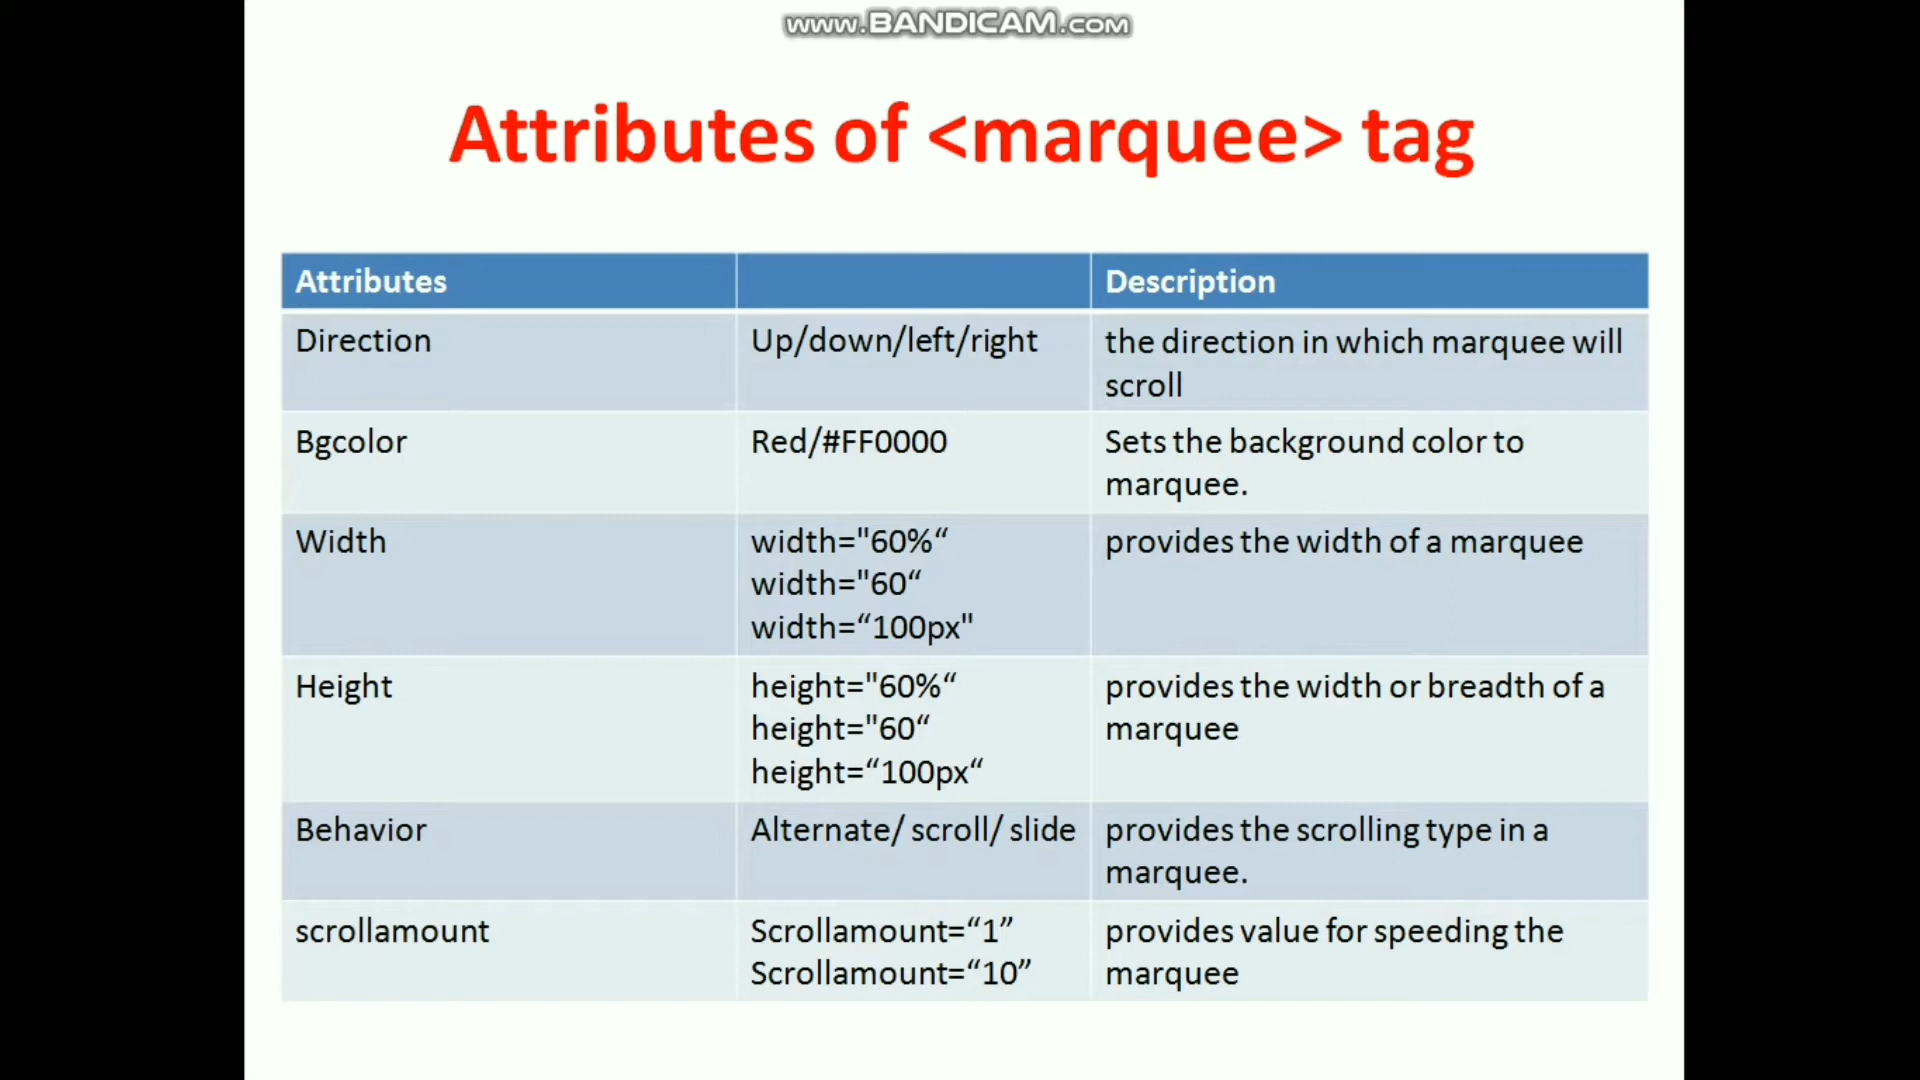 www.BANDICAM.com
Attributes of <marquee> tag
Attributes Description
Direction Up/down/left/right the direction in which marquee will
scroll
Bgcolor Red/#FF0000 Sets the background color to
marquee.
Width width="60%“ provides the width of a marquee
width="60“
width=“100px"
Height height="60%“ provides the width or breadth of a
height="60“ marquee
height=“100px“
Behavior Alternate/ scroll/ slide provides the scrolling type in a
marquee.
scrollamount Scrollamount=“1” provides value for speeding the
Scrollamount=“10” marquee